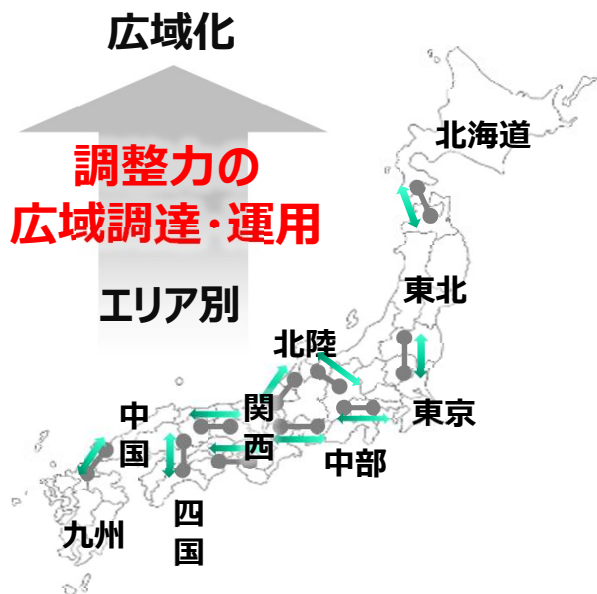 広域化
調整力の
広域調達・運用
エリア別
北海道
東北
北陸
東京
関西
中部
中国
四国
九州